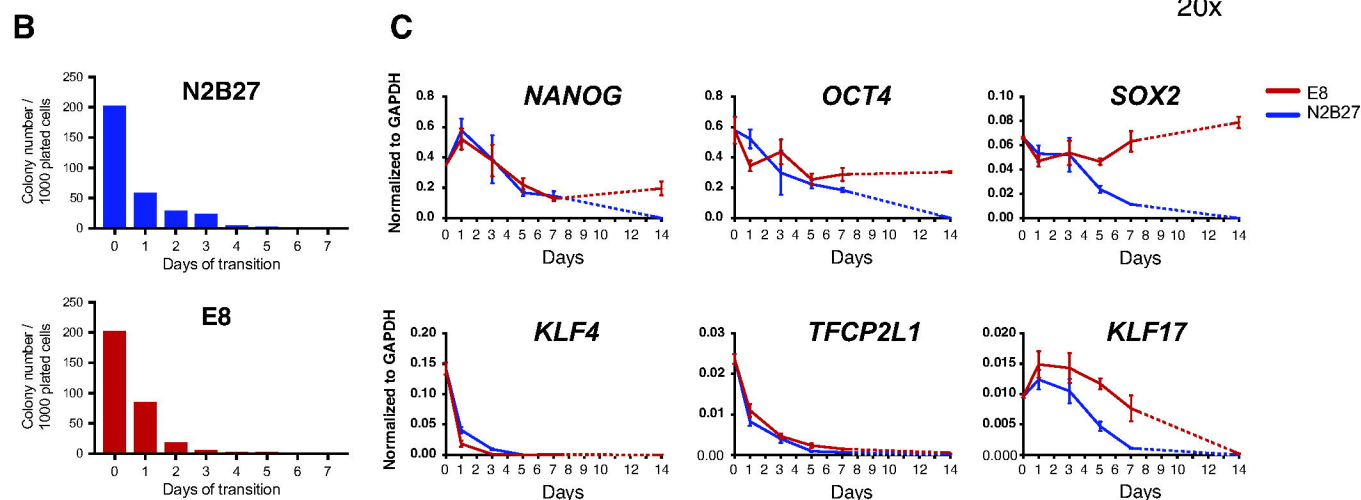 20x
B
C
N2B27
Colony number /
1000 plated cells
250
200
150
100
50
0
0 1 2 3 4 5 6 7
Days of transition
E8
Colony number /
1000 plated cells
250
200
150
100
50
0
0 1 2 3 4 5 6 7
Days of transition
NANOG
Normalized to GAPDH
0.8
0.6
0.4
0.2
0.0
0 1 2 3 4 5 6 7 8 9 10 12 14
Days
OCT4
0.8
0.6
0.4
0.2
0.0
0 1 2 3 4 5 6 7 8 9 10 12 14
Days
SOX2
0.10
0.08
0.06
0.04
0.02
0.00
0 1 2 3 4 5 6 7 8 9 10 12 14
Days
E8
N2B27
KLF4
Normalized to GAPDH
0.20
0.15
0.10
0.05
0.00
0 1 2 3 4 5 6 7 8 9 10 12 14
Days
TFCP2L1
0.03
0.02
0.01
0.00
0 1 2 3 4 5 6 7 8 9 10 12 14
Days
KLF17
0.020
0.015
0.010
0.005
0.000
0 1 2 3 4 5 6 7 8 9 10 12 14
Days